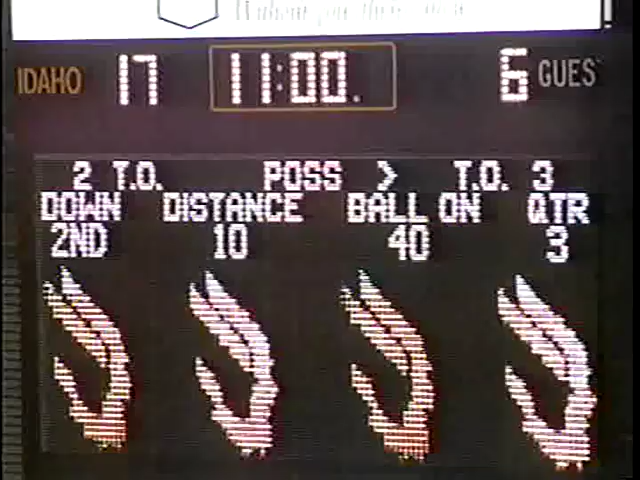 IDAHO 17 11:00. 6 GUES
2 T.O. POSS > T.O. 3
DOWN DISTANCE BALL ON QTR
2ND 10 40 3